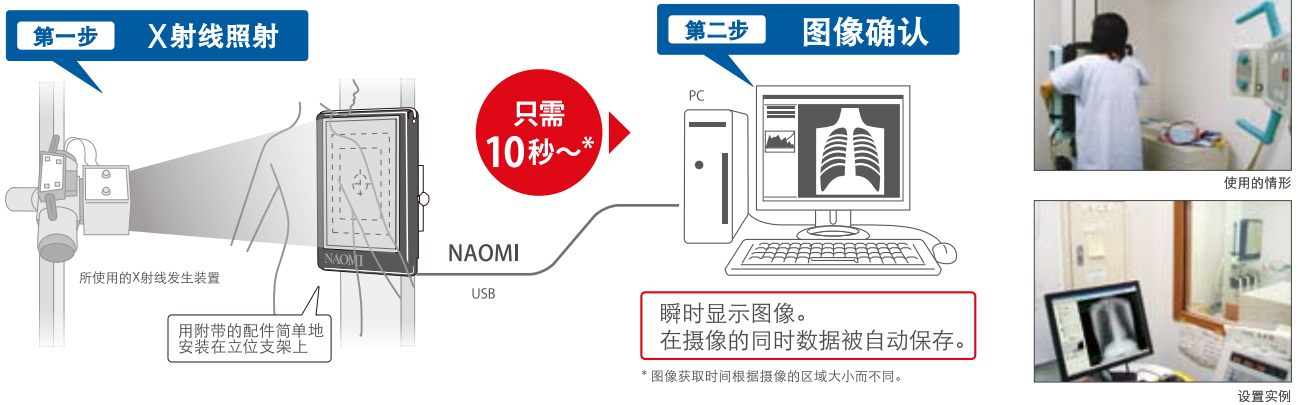 第一步 X射线照射
所使用的X射线发生装置
NAOMI
用附带的配件简单地
安装在立位支架上
只需
10秒～*
NAOMI
USB
第二步 图像确认
PC
瞬时显示图像。
在摄像的同时数据被自动保存。
* 图像获取时间根据摄像的区域大小而不同。
使用的情形
设置实例